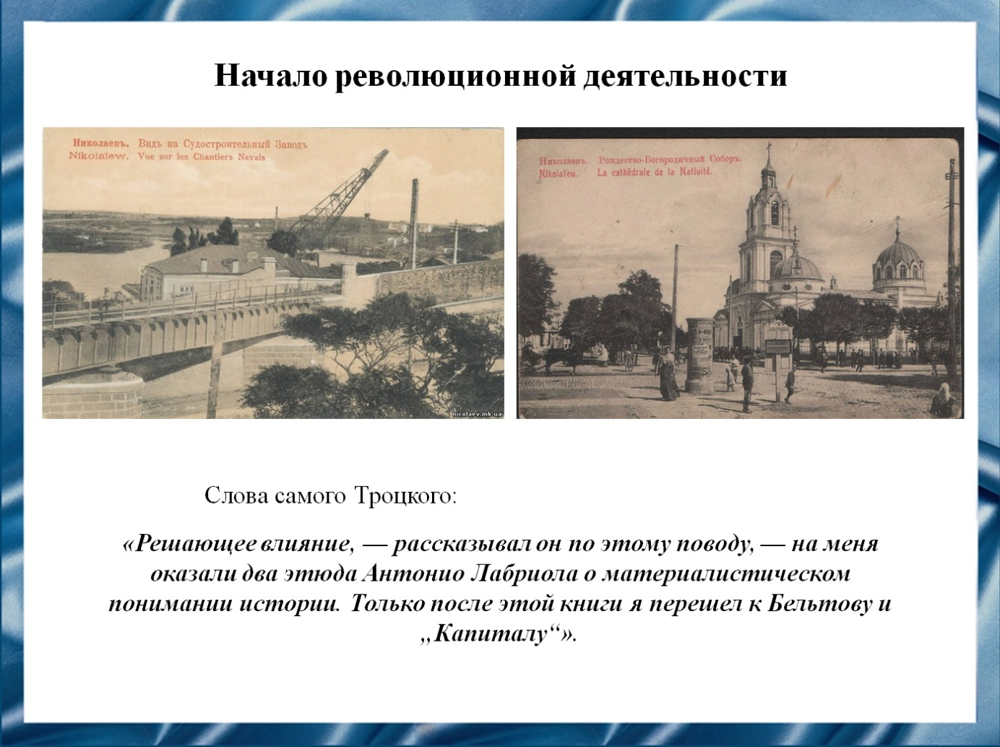 Начало революционной деятельности
Николаевъ. Видъ на Судостроительный Заводъ
Nikolaïew. Vue sur les Chantiers Navals
nicolaev.mk.ua
Николаевъ. Рождество-Богородичный Соборъ.
Nikolaïew. La cathédrale de la Nativité.
Слова самого Троцкого:
«Решающее влияние, — рассказывал он по этому поводу, — на меня
оказали два этюда Антонио Лабриола о материалистическом
понимании истории. Только после этой книги я перешел к Бельтову и
„Капиталу“».